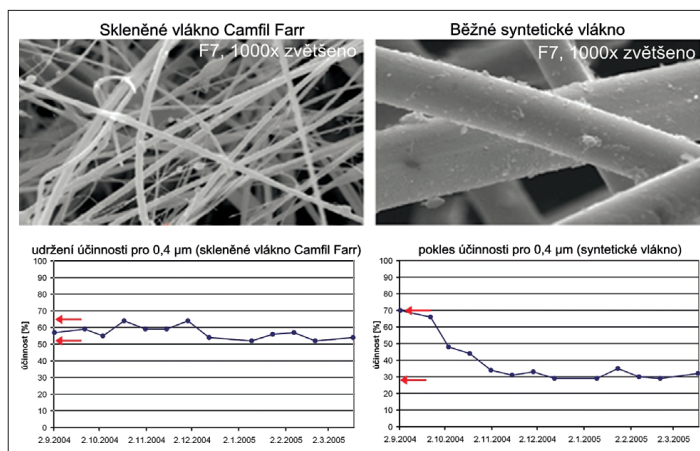 Skleněné vlákno Camfil Farr
F7, 1000x zvětšeno
Běžné syntetické vlákno
F7, 1000x zvětšeno
udržení účinnosti pro 0,4 µm (skleněné vlákno Camfil Farr)
účinnost [%]
100
90
80
70
60
50
40
30
20
10
0
2.9.2004 2.10.2004 2.11.2004 2.12.2004 2.1.2005 2.2.2005 2.3.2005
pokles účinnosti pro 0,4 µm (syntetické vlákno)
účinnost [%]
100
90
80
70
60
50
40
30
20
10
0
2.9.2004 2.10.2004 2.11.2004 2.12.2004 2.1.2005 2.2.2005 2.3.2005